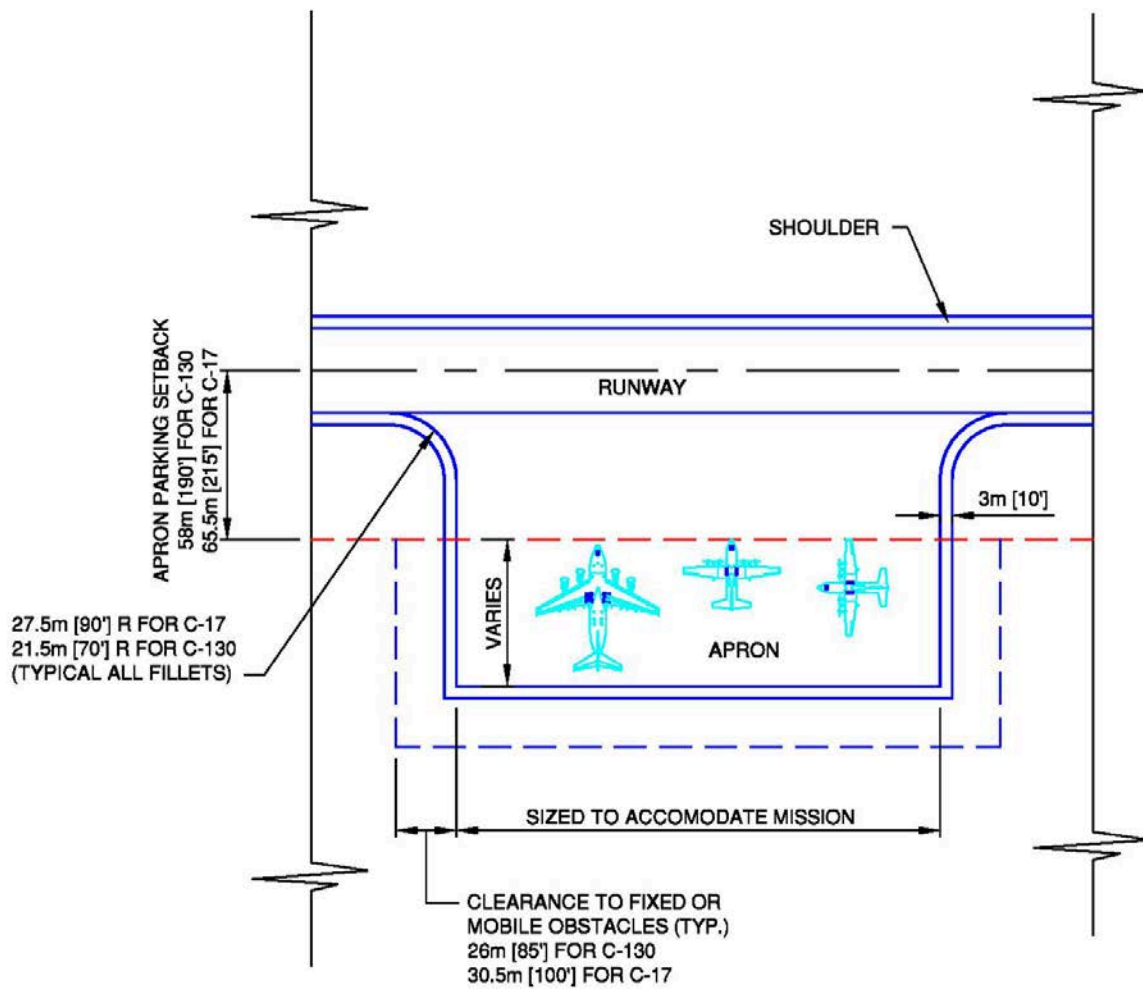 SHOULDER
RUNWAY
APRON PARKING SETBACK
58m [190'] FOR C-130
65.5m [215'] FOR C-17
3m [10']
27.5m [90'] R FOR C-17
21.5m [70'] R FOR C-130
(TYPICAL ALL FILLETS)
VARIES
APRON
SIZED TO ACCOMODATE MISSION
CLEARANCE TO FIXED OR
MOBILE OBSTACLES (TYP.)
26m [85'] FOR C-130
30.5m [100'] FOR C-17